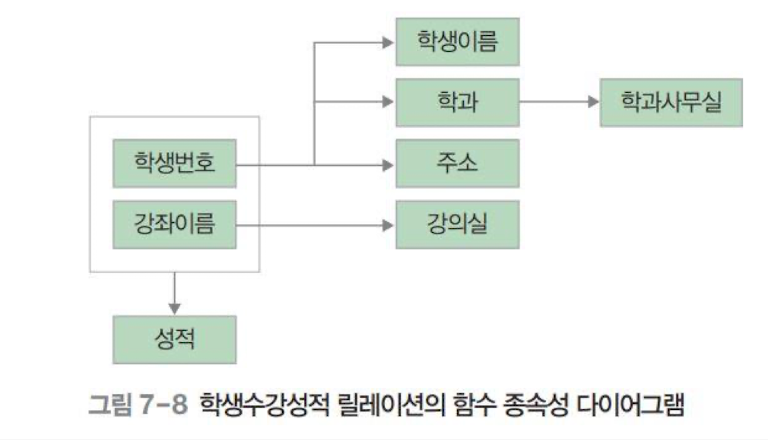 학생이름
학과
학과사무실
학생번호
주소
강좌이름
강의실
성적
그림 7-8 학생수강성적 릴레이션의 함수 종속성 다이어그램